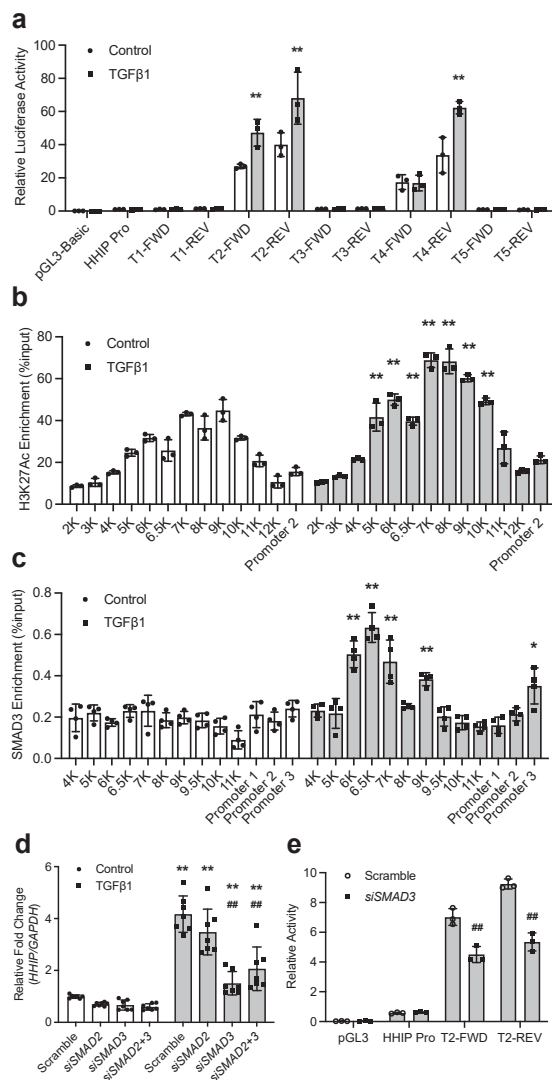 a
Control
TGFβ1
Relative Luciferase Activity
100
80
60
40
20
0
**
**
**
pGL3-Basic
HHIP Pro
T1-FWD
T1-REV
T2-FWD
T2-REV
T3-FWD
T3-REV
T4-FWD
T4-REV
T5-FWD
T5-REV
b
Control
TGFβ1
H3K27Ac Enrichment (%input)
80
60
40
20
0
**
**
**
**
**
**
**
2K
3K
4K
5K
6K
6.5K
7K
8K
9K
10K
11K
12K
Promoter 2
2K
3K
4K
5K
6K
6.5K
7K
8K
9K
10K
11K
12K
Promoter 2
c
Control
TGFβ1
SMAD3 Enrichment (%input)
0.8
0.6
0.4
0.2
0.0
**
**
**
**
*
4K
5K
6K
6.5K
7K
8K
9K
9.5K
10K
11K
Promoter 1
Promoter 2
Promoter 3
4K
5K
6K
6.5K
7K
8K
9K
9.5K
10K
11K
Promoter 1
Promoter 2
Promoter 3
d
Control
TGFβ1
Relative Fold Change
(HHIP/GAPDH)
6
4
2
0
**
**
**
##
**
##
Scramble
siSMAD2
siSMAD3
siSMAD2+3
Scramble
siSMAD2
siSMAD3
siSMAD2+3
e
Scramble
siSMAD3
Relative Activity
10
8
6
4
2
0
##
##
pGL3
HHIP Pro
T2-FWD
T2-REV